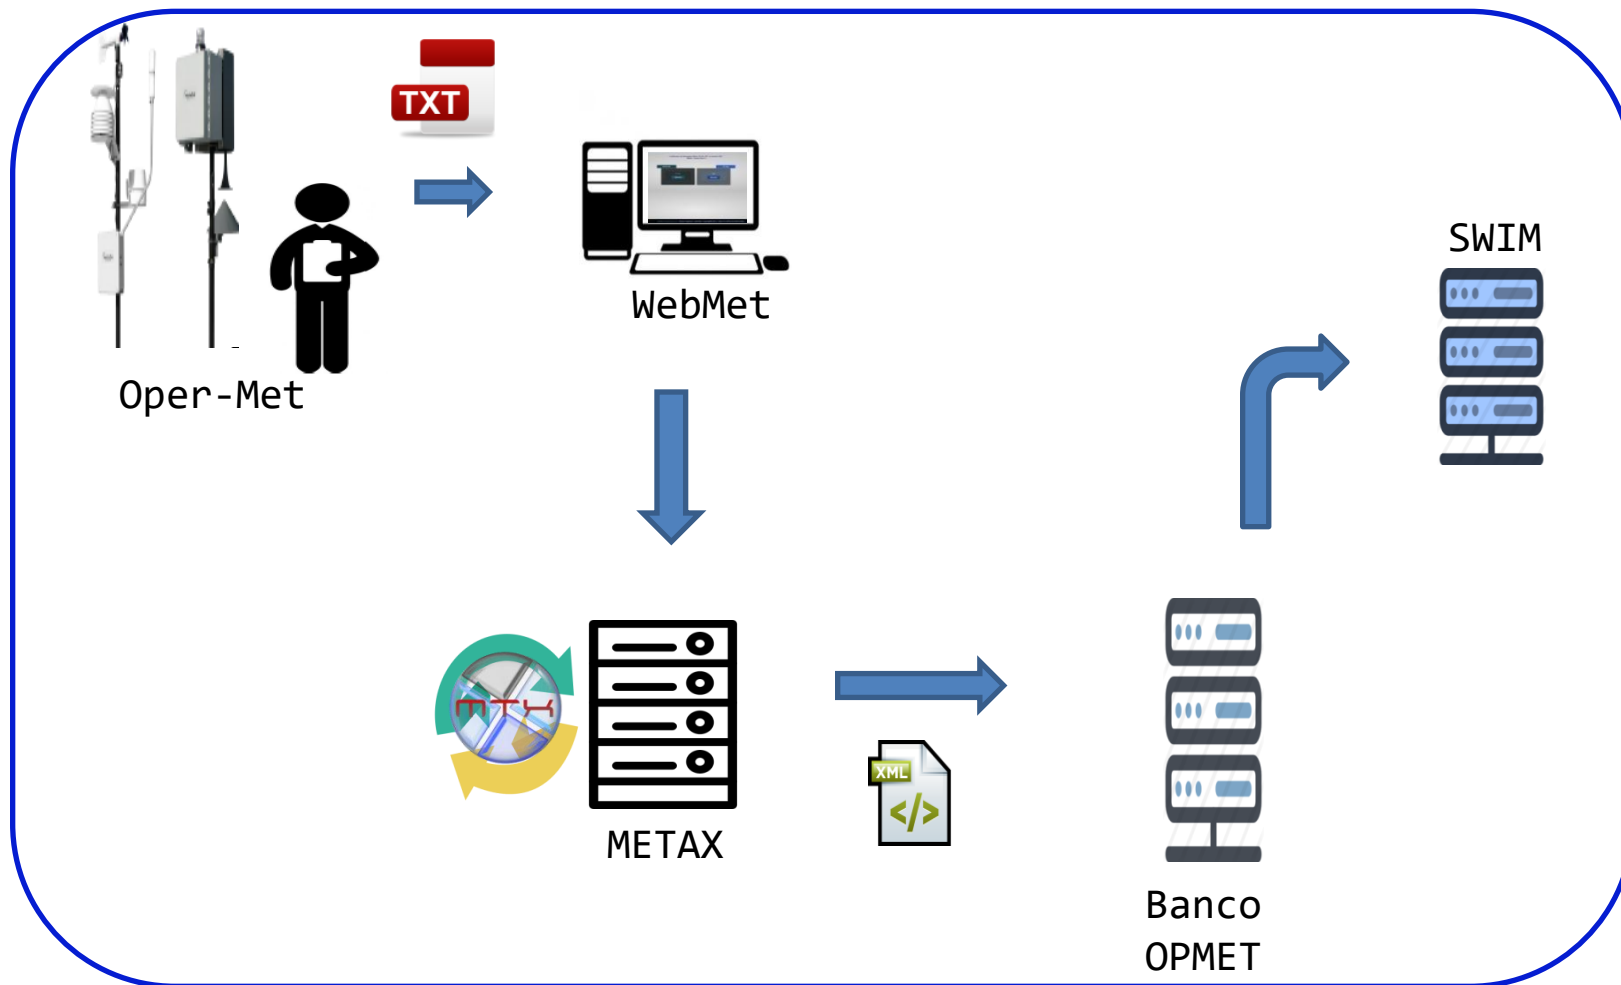 TXT
SWIM
WebMet
Oper-Met
XML
</>
METAX
Banco
OPMET